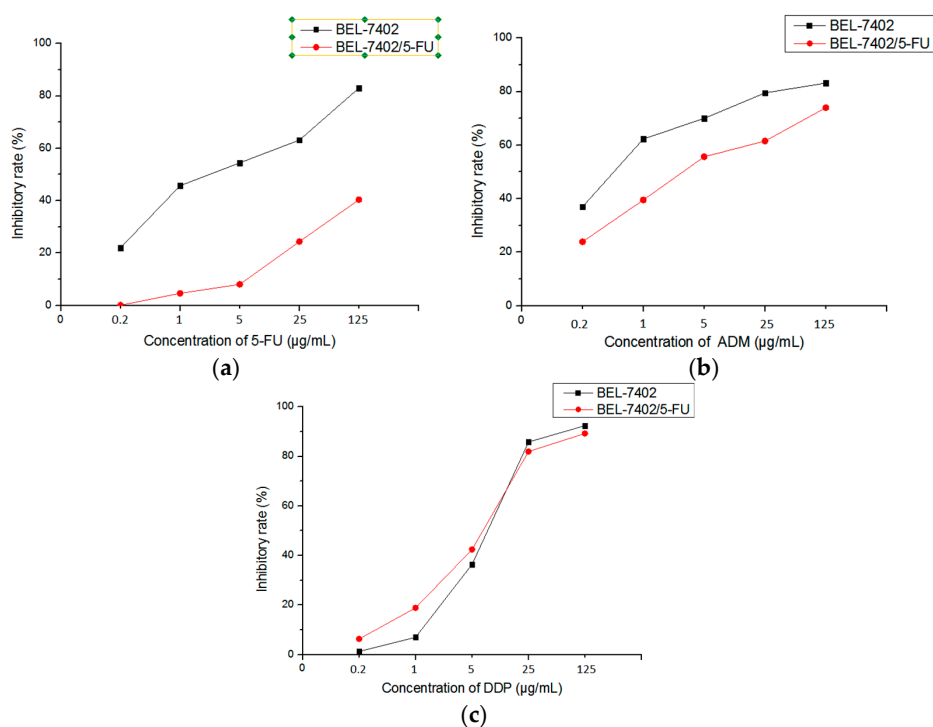 BEL-7402
BEL-7402/5-FU
100
80
60
40
20
0
Inhibitory rate (%)
0 0.2 1 5 25 125
Concentration of 5-FU (µg/mL)
(a)
BEL-7402
BEL-7402/5-FU
100
80
60
40
20
0
Inhibitory rate (%)
0 0.2 1 5 25 125
Concentration of ADM (µg/mL)
(b)
BEL-7402
BEL-7402/5-FU
100
80
60
40
20
0
Inhibitory rate (%)
0 0.2 1 5 25 125
Concentration of DDP (µg/mL)
(c)